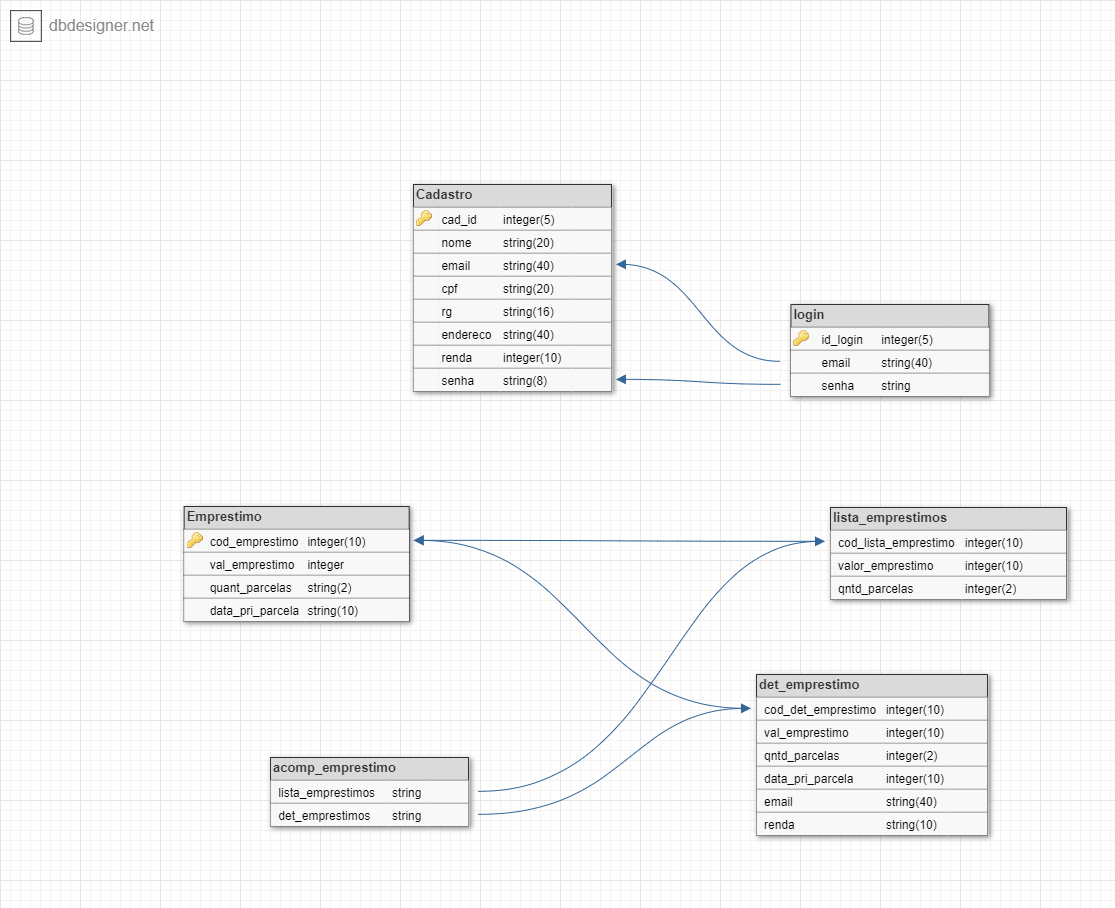 dbdesigner.net
Cadastro
cad_id integer(5)
nome string(20)
email string(40)
cpf string(20)
rg string(16)
endereco string(40)
renda integer(10)
senha string(8)
login
id_login integer(5)
email string(40)
senha string
Emprestimo
cod_emprestimo integer(10)
val_emprestimo integer
quant_parcelas string(2)
data_pri_parcela string(10)
lista_emprestimos
cod_lista_emprestimo integer(10)
valor_emprestimo integer(10)
qntd_parcelas integer(2)
det_emprestimo
cod_det_emprestimo integer(10)
val_emprestimo integer(10)
qntd_parcelas integer(2)
data_pri_parcela integer(10)
email string(40)
renda string(10)
acomp_emprestimo
lista_emprestimos string
det_emprestimos string